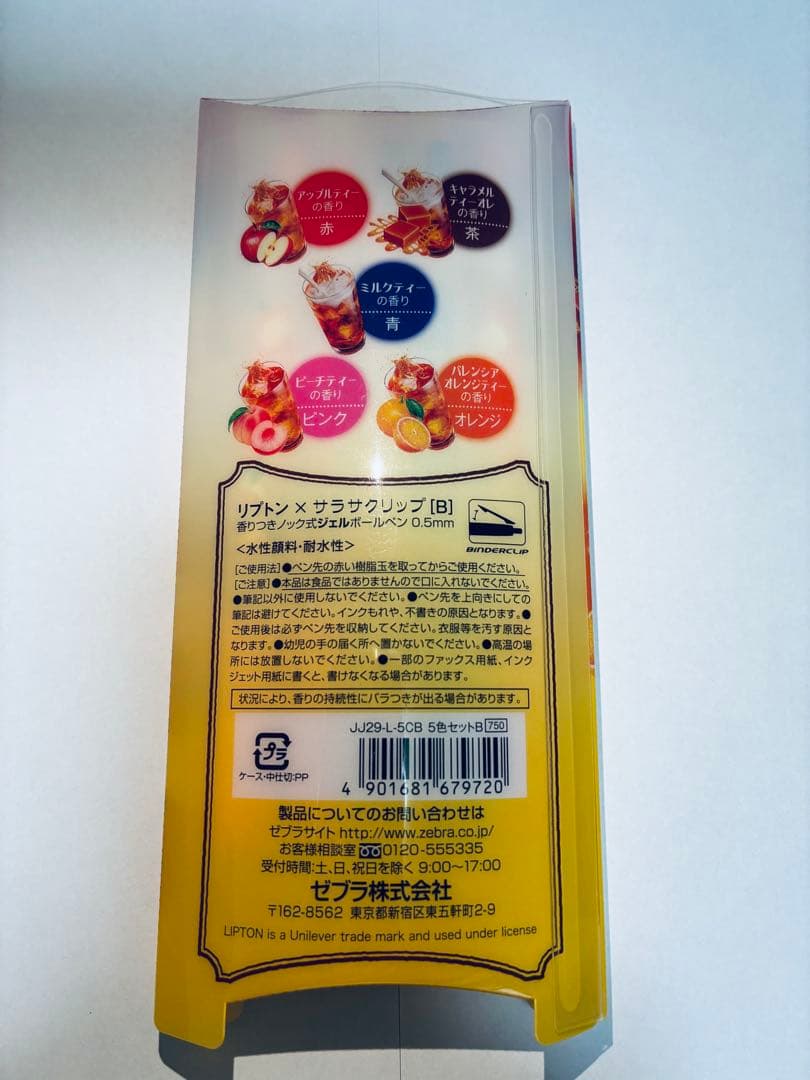 アップルティー
の香り
赤
キャラメル
ティーオレ
の香り
茶
ミルクティー
の香り
青
ピーチティー
の香り
ピンク
バレンシア
オレンジティー
の香り
オレンジ
リプトン × サラサクリップ [B]
香りつきノック式ジェルボールペン 0.5mm
BINDERCLIP
<水性顔料・耐水性>
[ご使用法]●ペン先の赤い樹脂玉を取ってからご使用ください。
[ご注意]●本品は食品ではありませんので口に入れないでください。
●筆記以外に使用しないでください。●ペン先を上向きにしての
筆記は避けてください。インクもれや、不書きの原因となります。●
ご使用後は必ずペン先を収納してください。衣服等を汚す原因と
なります。●幼児の手の届く所へ置かないでください。●高温の場
所には放置しないでください。●一部のファックス用紙、インク
ジェット用紙に書くと、書けなくなる場合があります。
状況により、香りの持続性にバラつきが出る場合があります。
JJ29-L-5CB 5色セットB 750
プラ
ケース・中仕切:PP
4 901681 679720
製品についてのお問い合わせは
ゼブラサイト http://www.zebra.co.jp/
お客様相談室 0120-555335
受付時間:土、日、祝日を除く 9:00〜17:00
ゼブラ株式会社
〒162-8562 東京都新宿区東五軒町2-9
LIPTON is a Unilever trade mark and used under license